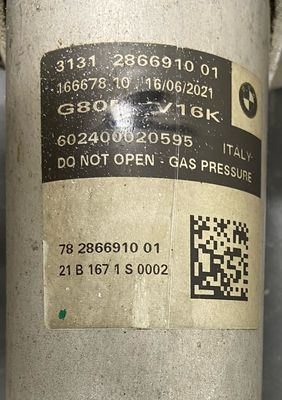 3131 2866910 01
166678 10 16/06/2021
V16K
602400020595 ITALY
DO NOT OPEN - GAS PRESSURE
78 2866910 01
21 B 167 1 S 0002